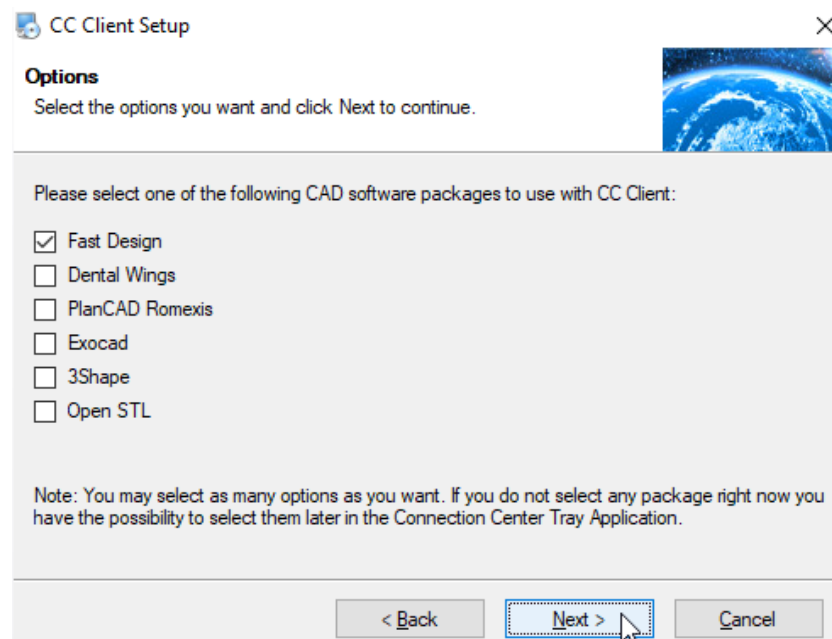 CC Client Setup
Options
Select the options you want and click Next to continue.
Please select one of the following CAD software packages to use with CC Client:
Fast Design
Dental Wings
PlanCAD Romexis
Exocad
3Shape
Open STL
Note: You may select as many options as you want. If you do not select any package right now you
have the possibility to select them later in the Connection Center Tray Application.
< Back
Next >
Cancel